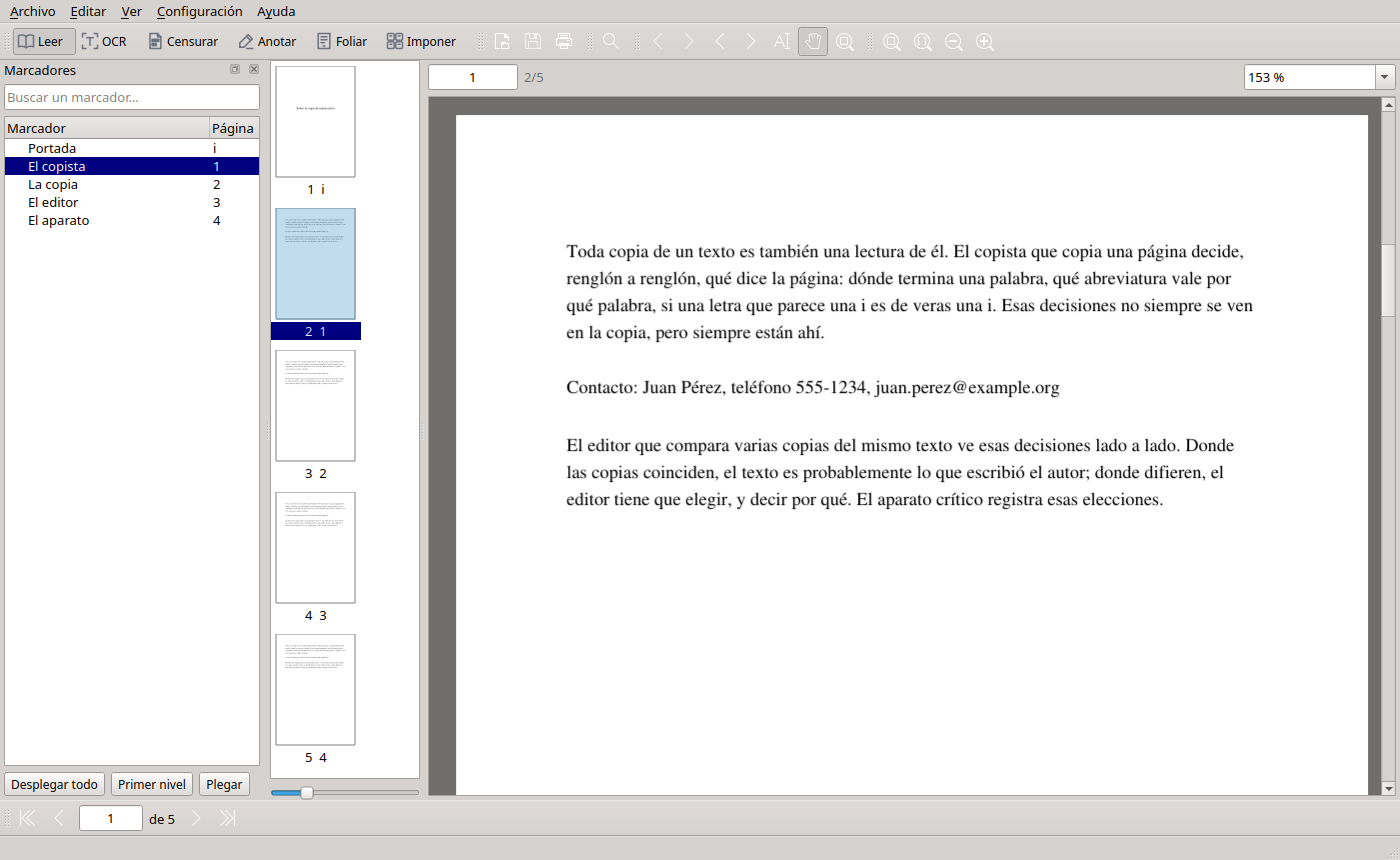 Archivo Editar Ver Configuración Ayuda
Leer OCR Censurar Anotar Foliar Imponer
Marcadores
Buscar un marcador...
Marcador Página
Portada i
El copista 1
La copia 2
El editor 3
El aparato 4
Desplegar todo Primer nivel Plegar
1 i
2 1
3 2
4 3
5 4
1 2/5 153 %
Toda copia de un texto es también una lectura de él. El copista que copia una página decide,
renglón a renglón, qué dice la página: dónde termina una palabra, qué abreviatura vale por
qué palabra, si una letra que parece una i es de veras una i. Esas decisiones no siempre se ven
en la copia, pero siempre están ahí.
Contacto: Juan Pérez, teléfono 555-1234, juan.perez@example.org
El editor que compara varias copias del mismo texto ve esas decisiones lado a lado. Donde
las copias coinciden, el texto es probablemente lo que escribió el autor; donde difieren, el
editor tiene que elegir, y decir por qué. El aparato crítico registra esas elecciones.
1 de 5